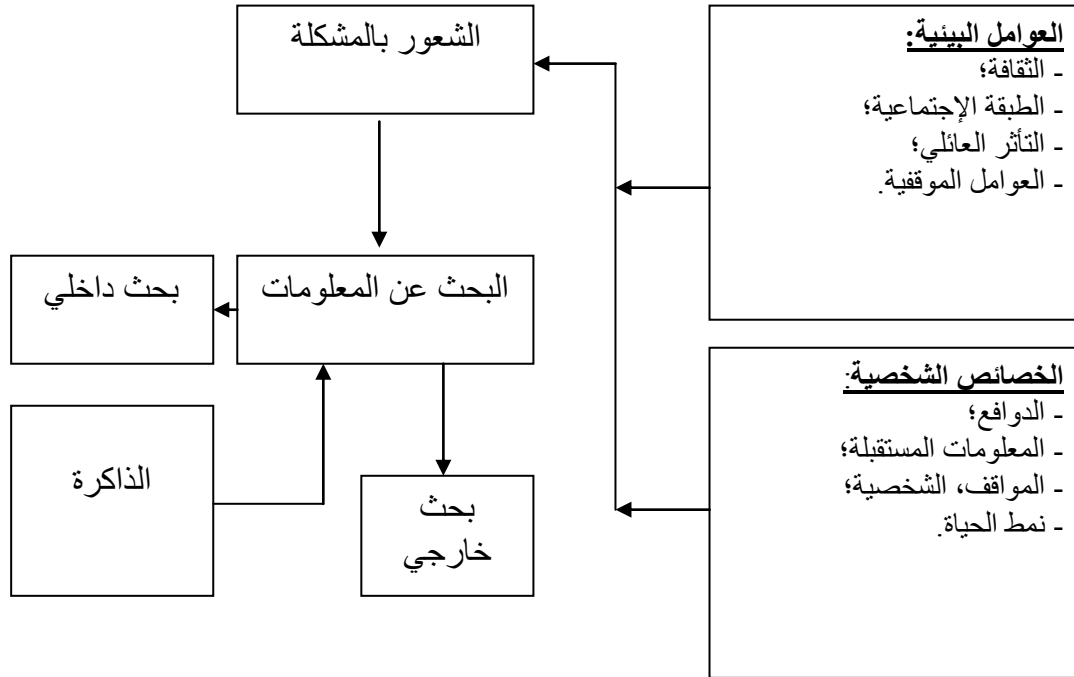 الشعور بالمشكلة
العوامل البيئية:
- الثقافة؛
- الطبقة الإجتماعية؛
- التأثر العائلي؛
- العوامل الموقفية.
البحث عن المعلومات
بحث داخلي
الخصائص الشخصية:
- الدوافع؛
- المعلومات المستقبلة؛
- المواقف، الشخصية؛
- نمط الحياة.
الذاكرة
بحث
خارجي